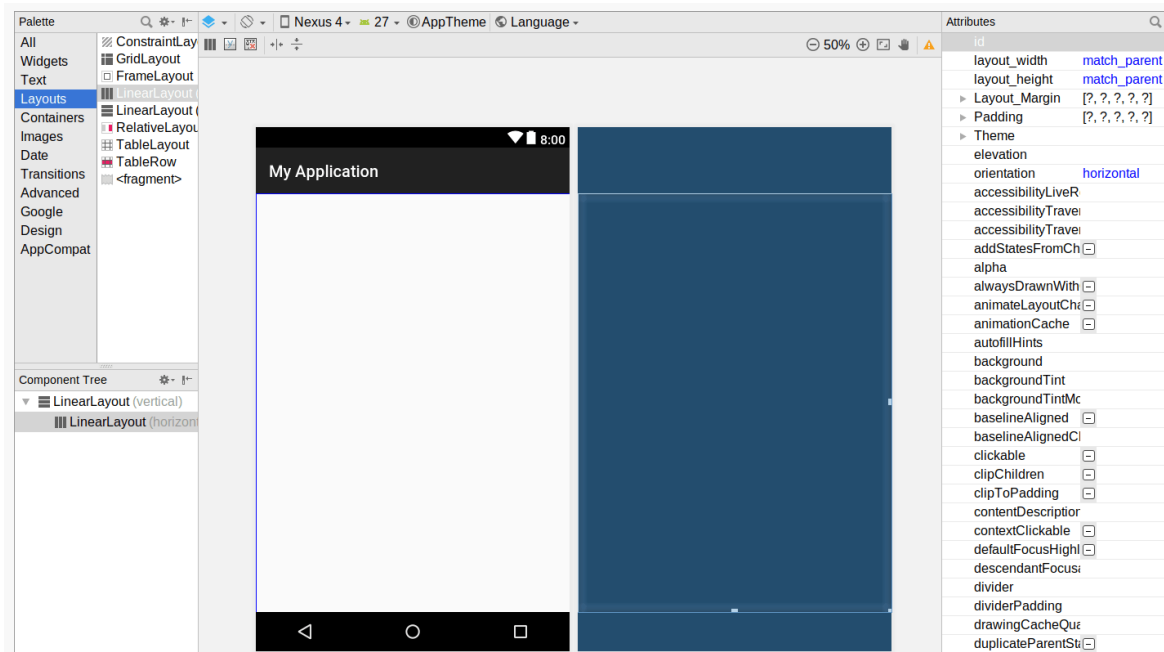 Palette
Nexus 4
27
AppTheme
Language
Attributes
All
Widgets
Text
Layouts
Containers
Images
Date
Transitions
Advanced
Google
Design
AppCompat
ConstraintLay
GridLayout
FrameLayout
LinearLayout (
LinearLayout (
RelativeLayou
TableLayout
TableRow
<fragment>
50%
8:00
My Application
Component Tree
LinearLayout (vertical)
LinearLayout (horizont
id
layout_width match_parent
layout_height match_parent
Layout_Margin [?, ?, ?, ?, ?]
Padding [?, ?, ?, ?, ?]
Theme
elevation
orientation horizontal
accessibilityLiveR
accessibilityTraver
accessibilityTraver
addStatesFromCh
alpha
alwaysDrawnWith
animateLayoutCha
animationCache
autofillHints
background
backgroundTint
backgroundTintMo
baselineAligned
baselineAlignedCl
clickable
clipChildren
clipToPadding
contentDescription
contextClickable
defaultFocusHighl
descendantFocusa
divider
dividerPadding
drawingCacheQua
duplicateParentSta